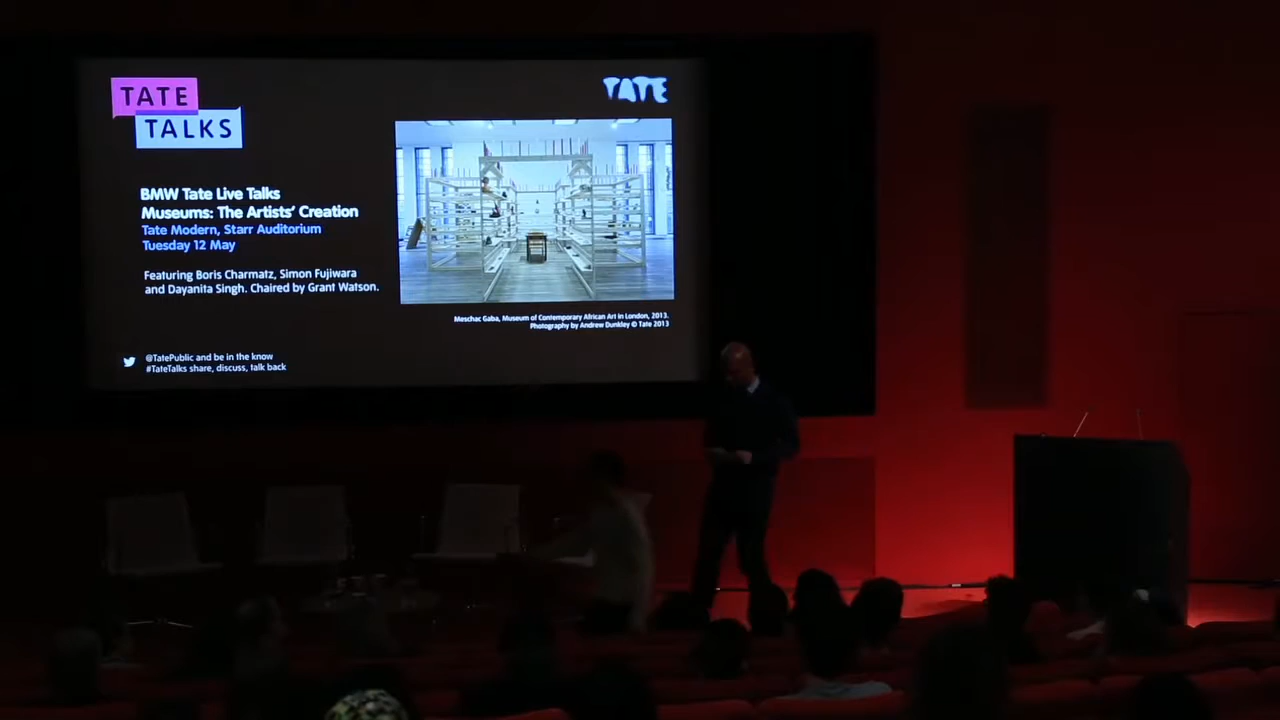 TATE
TALKS
TATE
BMW Tate Live Talks
Museums: The Artists' Creation
Tate Modern, Starr Auditorium
Tuesday 12 May
Featuring Boris Charmatz, Simon Fujiwara
and Dayanita Singh. Chaired by Grant Watson.
Meschac Gaba, Museum of Contemporary African Art in London, 2013.
Photography by Andrew Dunkley © Tate 2013
@TatePublic and be in the know
#TateTalks share, discuss, talk back